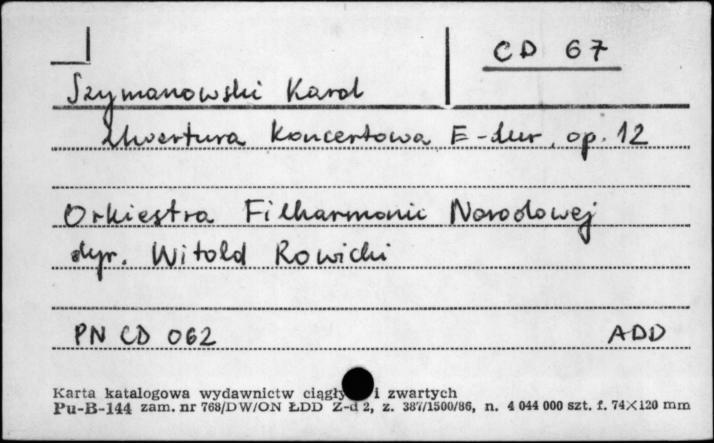 CD 67
Szymanowski Karol
Uwertura Koncertowa E-dur, op. 12
Orkiestra Filharmonii Narodowej
dyr. Witold Rowicki
PN CD 062 ADD
Karta katalogowa wydawnictw ciągły i zwartych
Pu-B-144 zam. nr 768/DW/ON ŁDD Z-d 2, z. 387/1500/86, n. 4 044 000 szt. f. 74×120 mm